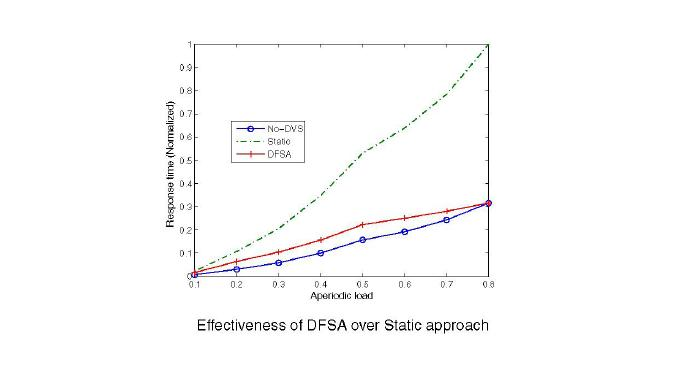 1
0.9
0.8
0.7
0.6
0.5
0.4
0.3
0.2
0.1
0
Response time (Normalized)
No-DVS
Static
DFSA
0.1 0.2 0.3 0.4 0.5 0.6 0.7 0.8
Aperiodic load
Effectiveness of DFSA over Static approach